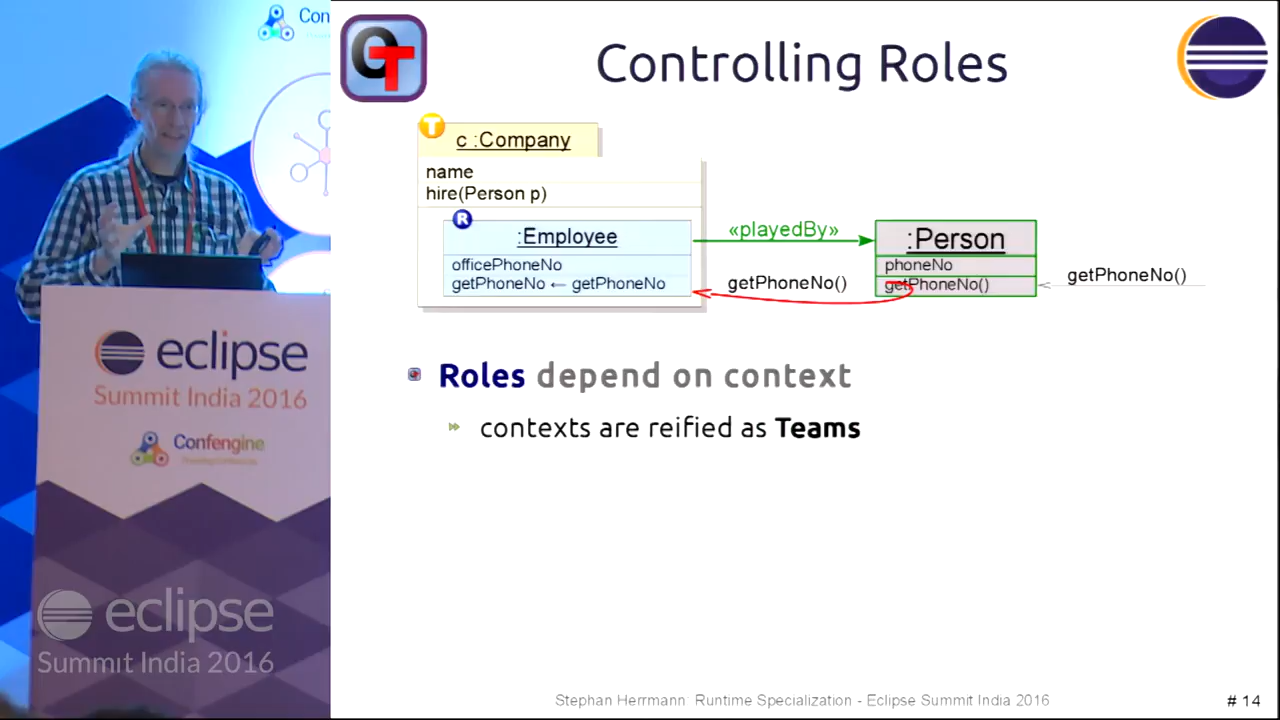 Con
OT
Controlling Roles
T
c :Company
name
hire(Person p)
R
:Employee
officePhoneNo
getPhoneNo ← getPhoneNo
«playedBy»
getPhoneNo()
:Person
phoneNo
getPhoneNo()
getPhoneNo()
Roles depend on context
contexts are reified as Teams
eclipse
Summit India 2016
Confengine
eclipse
Summit India 2016
Stephan Herrmann: Runtime Specialization - Eclipse Summit India 2016
# 14